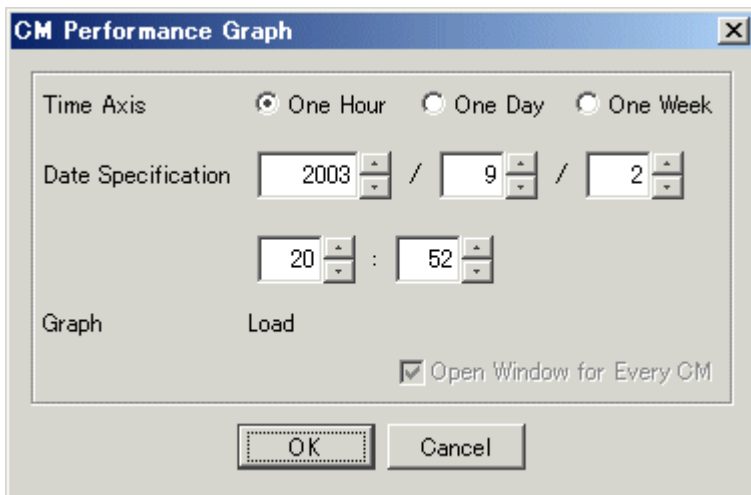 CM Performance Graph
Time Axis One Hour One Day One Week
Date Specification 2003 / 9 / 2
20 : 52
Graph Load
Open Window for Every CM
OK Cancel